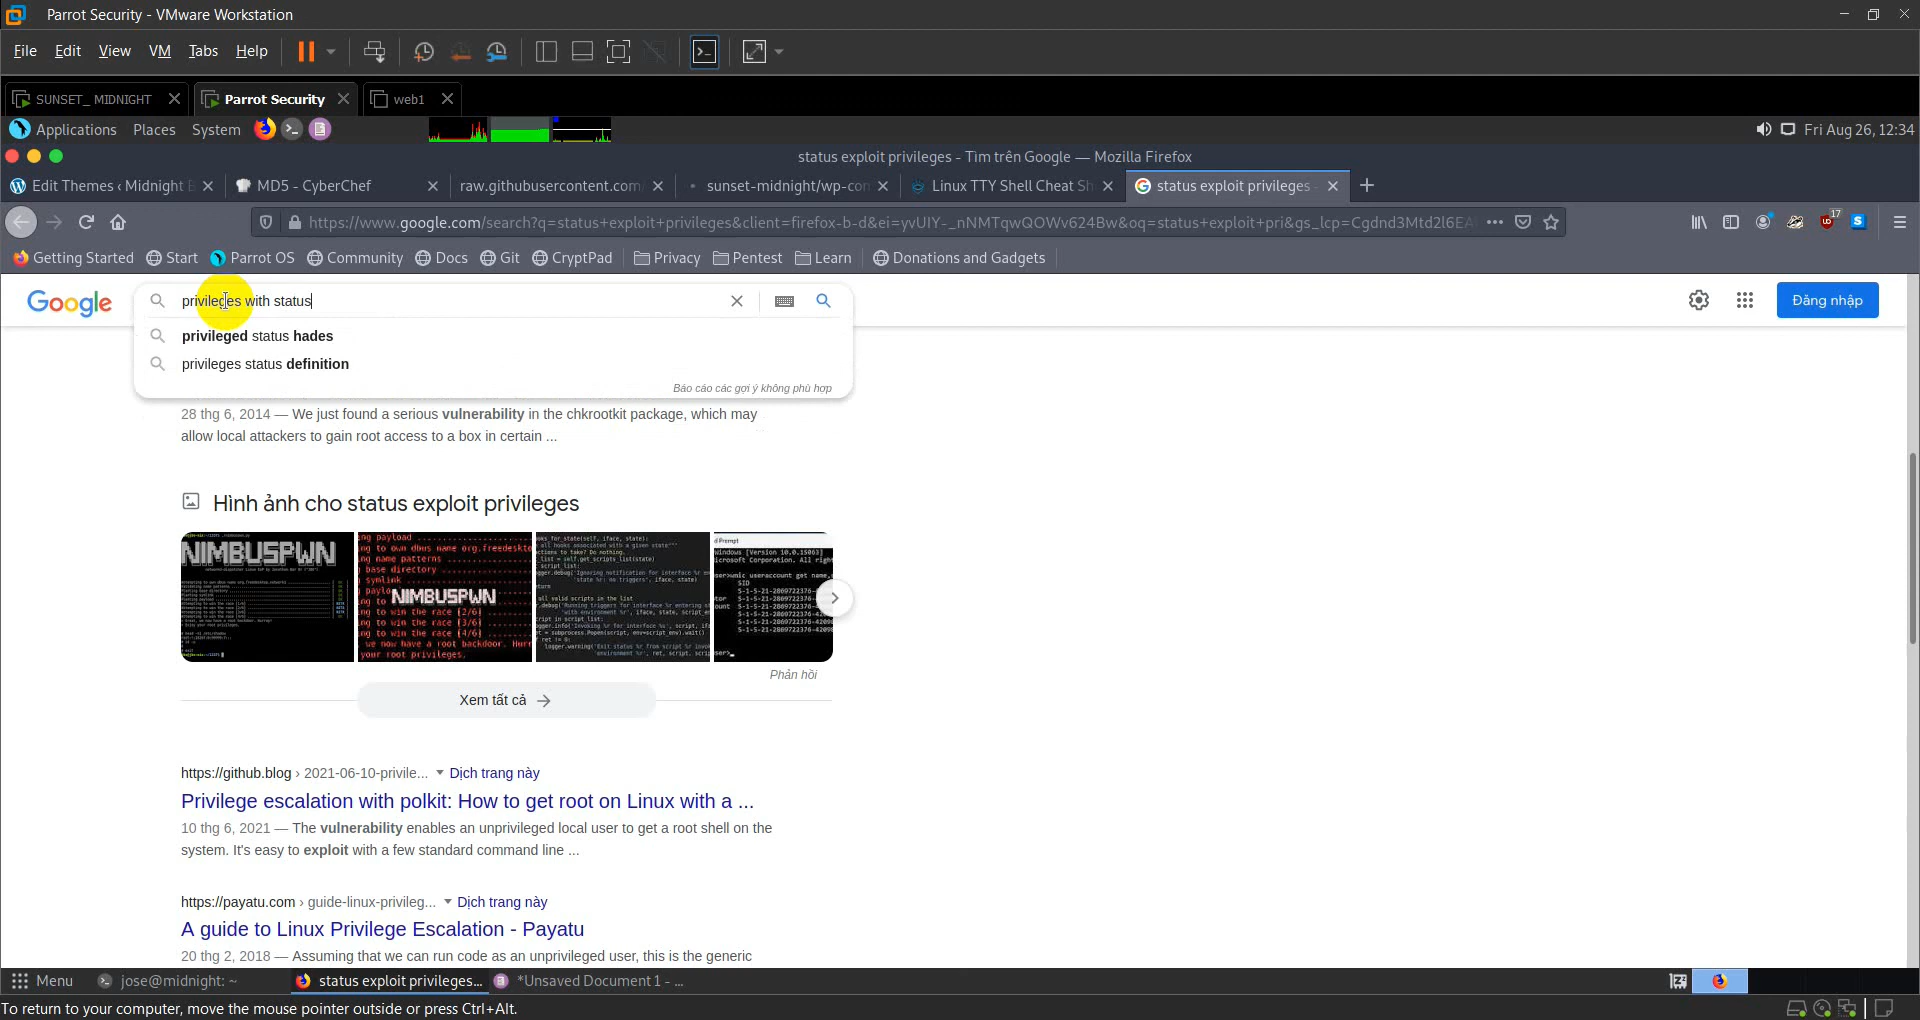 Parrot Security - VMware Workstation
File Edit View VM Tabs Help
SUNSET_ MIDNIGHT Parrot Security web1
Applications Places System Fri Aug 26, 12:34
status exploit privileges - Tìm trên Google — Mozilla Firefox
Edit Themes ‹ Midnight MD5 - CyberChef raw.githubusercontent.com sunset-midnight/wp-con Linux TTY Shell Cheat Sh status exploit privileges
https://www.google.com/search?q=status+exploit+privileges&client=firefox-b-d&ei=yvUIY-_nNMTqwQOWv624Bw&oq=status+exploit+pri&gs_lcp=Cgdnd3Mtd2l6EA 17
Getting Started Start Parrot OS Community Docs Git CryptPad Privacy Pentest Learn Donations and Gadgets
Google privileges with status Đăng nhập
privileged status hades
privileges status definition
Báo cáo các gợi ý không phù hợp
28 thg 6, 2014 — We just found a serious vulnerability in the chkrootkit package, which may
allow local attackers to gain root access to a box in certain ...
Hình ảnh cho status exploit privileges
NIMBUSPWN
NIMBUSPWN
Phản hồi
Xem tất cả
https://github.blog › 2021-06-10-privile... Dịch trang này
Privilege escalation with polkit: How to get root on Linux with a ...
10 thg 6, 2021 — The vulnerability enables an unprivileged local user to get a root shell on the
system. It's easy to exploit with a few standard command line ...
https://payatu.com › guide-linux-privileg... Dịch trang này
A guide to Linux Privilege Escalation - Payatu
20 thg 2, 2018 — Assuming that we can run code as an unprivileged user, this is the generic
Menu jose@midnight: ~ status exploit privileges... *Unsaved Document 1 - ...
To return to your computer, move the mouse pointer outside or press Ctrl+Alt.